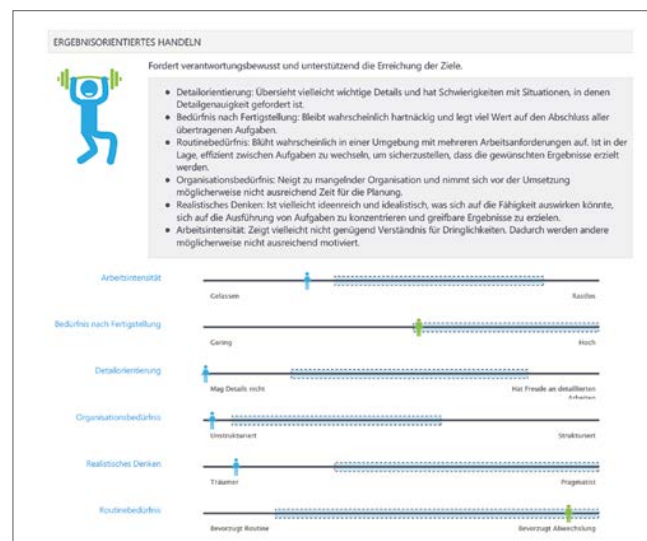 ERGEBNISORIENTIERTES HANDELN
Fordert verantwortungsbewusst und unterstützend die Erreichung der Ziele.
• Detailorientierung: Übersieht vielleicht wichtige Details und hat Schwierigkeiten mit Situationen, in denen
Detailgenauigkeit gefordert ist.
• Bedürfnis nach Fertigstellung: Bleibt wahrscheinlich hartnäckig und legt viel Wert auf den Abschluss aller
übertragenen Aufgaben.
• Routinebedürfnis: Blüht wahrscheinlich in einer Umgebung mit mehreren Arbeitsanforderungen auf. Ist in der
Lage, effizient zwischen Aufgaben zu wechseln, um sicherzustellen, dass die gewünschten Ergebnisse erzielt
werden.
• Organisationsbedürfnis: Neigt zu mangelnder Organisation und nimmt sich vor der Umsetzung
möglicherweise nicht ausreichend Zeit für die Planung.
• Realistisches Denken: Ist vielleicht ideenreich und idealistisch, was sich auf die Fähigkeit auswirken könnte,
sich auf die Ausführung von Aufgaben zu konzentrieren und greifbare Ergebnisse zu erzielen.
• Arbeitsintensität: Zeigt vielleicht nicht genügend Verständnis für Dringlichkeiten. Dadurch werden andere
möglicherweise nicht ausreichend motiviert.
Arbeitsintensität
Gelassen Rastlos
Bedürfnis nach Fertigstellung
Gering Hoch
Detailorientierung
Mag Details nicht Hat Freude an detaillierten
Arbeiten
Organisationsbedürfnis
Unstrukturiert Strukturiert
Realistisches Denken
Träumer Pragmatist
Routinebedürfnis
Bevorzugt Routine Bevorzugt Abwechslung